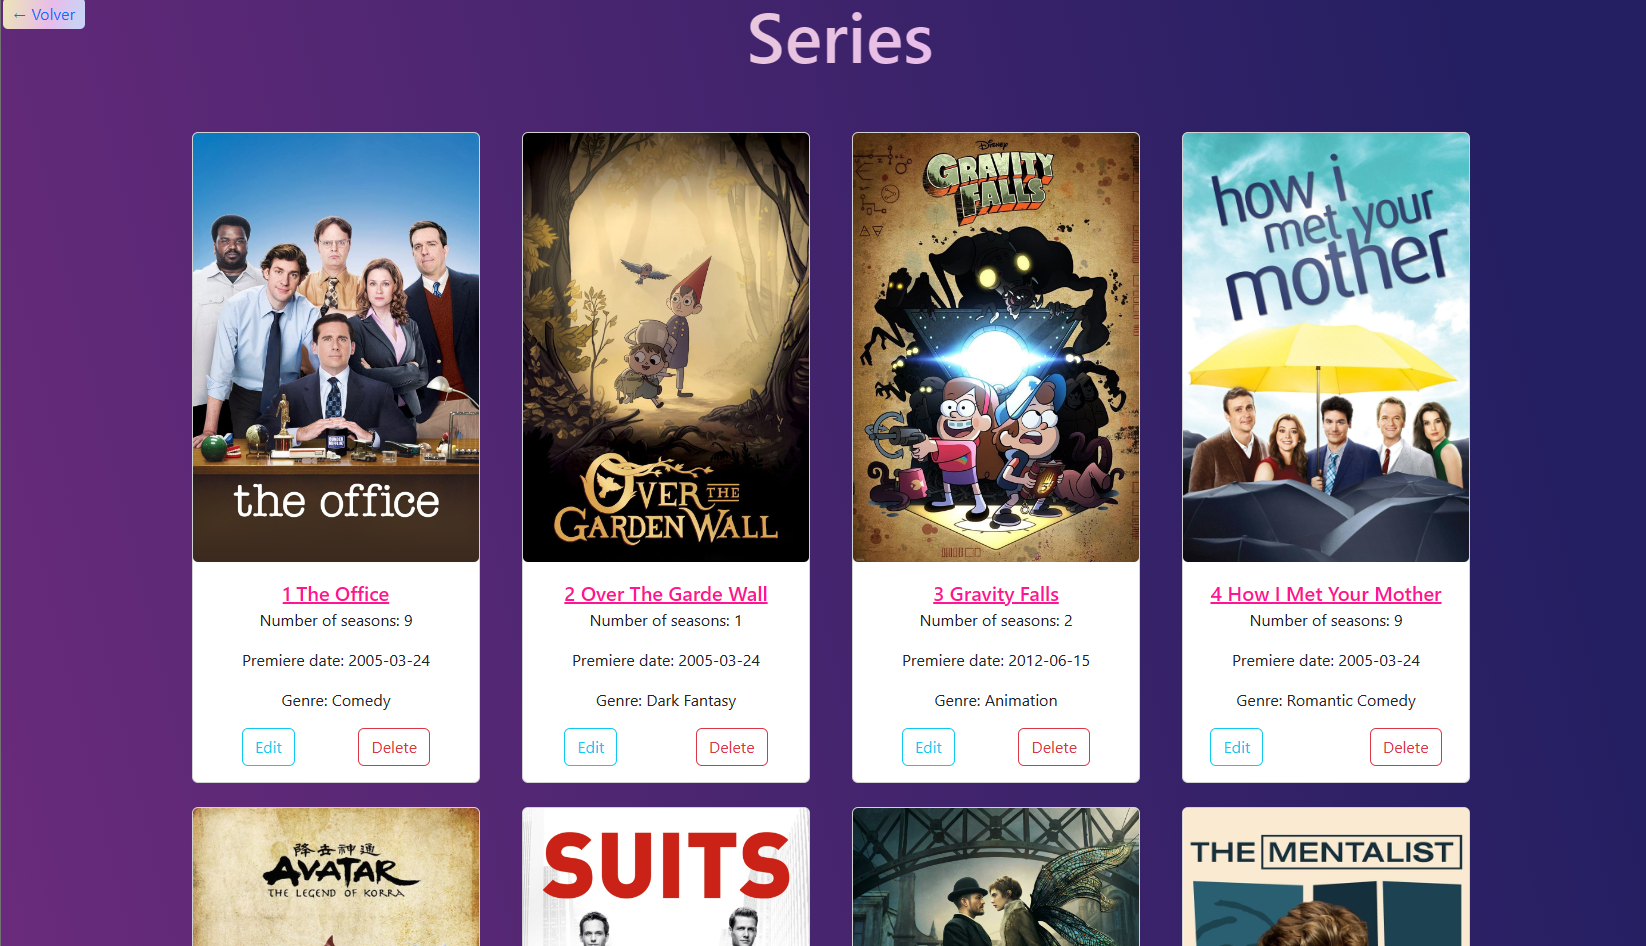 ← Volver
Series
the office
OVER THE
GARDEN WALL
Disney
GRAVITY
FALLS
how i
met your
mother
1 The Office
Number of seasons: 9
Premiere date: 2005-03-24
Genre: Comedy
Edit
Delete
2 Over The Garde Wall
Number of seasons: 1
Premiere date: 2005-03-24
Genre: Dark Fantasy
Edit
Delete
3 Gravity Falls
Number of seasons: 2
Premiere date: 2012-06-15
Genre: Animation
Edit
Delete
4 How I Met Your Mother
Number of seasons: 9
Premiere date: 2005-03-24
Genre: Romantic Comedy
Edit
Delete
降去神通
AVATAR
THE LEGEND OF KORRA
SUITS
THE MENTALIST